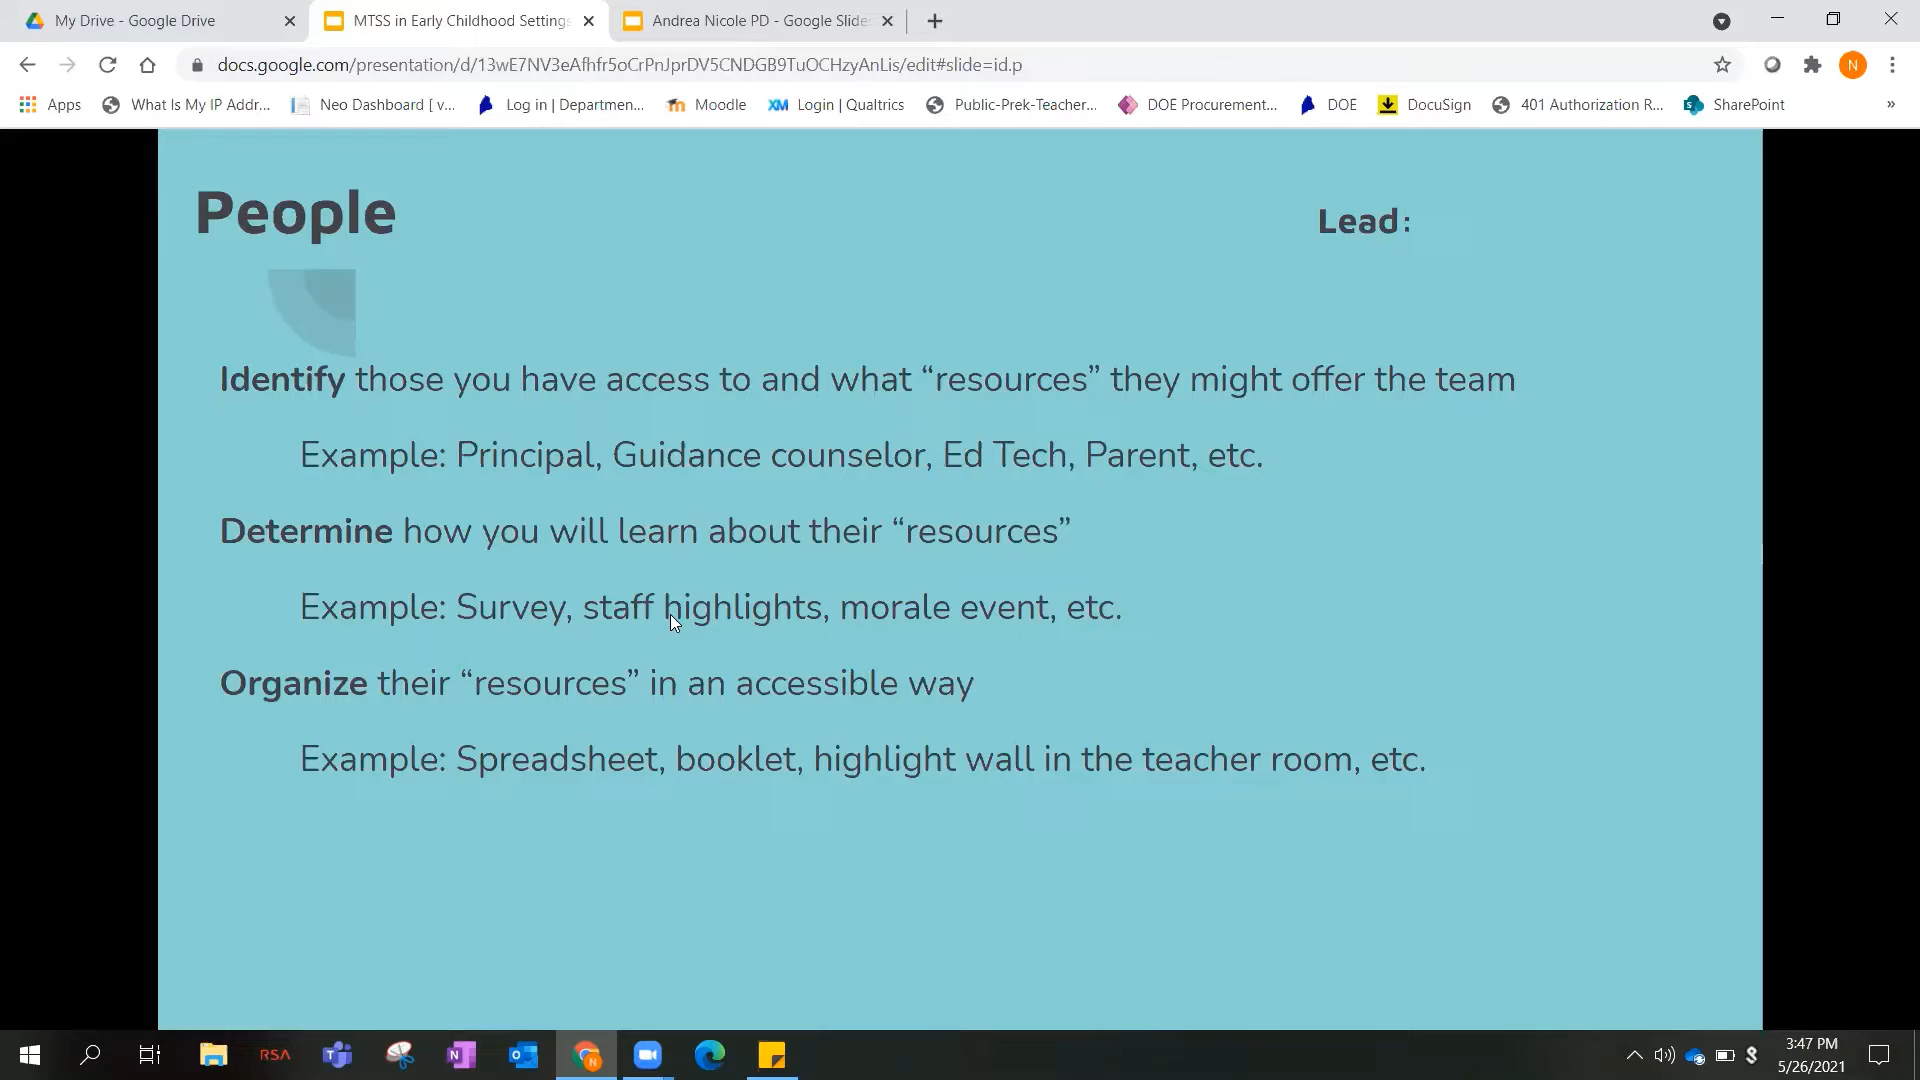 My Drive - Google Drive
MTSS in Early Childhood Settings
Andrea Nicole PD - Google Slide
docs.google.com/presentation/d/13wE7NV3eAfhfr5oCrPnJprDV5CNDGB9TuOCHzyAnLis/edit#slide=id.p
N
Apps
What Is My IP Addr...
Neo Dashboard [ v...
Log in | Departmen...
Moodle
XM Login | Qualtrics
Public-Prek-Teacher...
DOE Procurement...
DOE
DocuSign
401 Authorization R...
SharePoint
»
People
Lead:
Identify those you have access to and what “resources” they might offer the team
Example: Principal, Guidance counselor, Ed Tech, Parent, etc.
Determine how you will learn about their “resources”
Example: Survey, staff highlights, morale event, etc.
Organize their “resources” in an accessible way
Example: Spreadsheet, booklet, highlight wall in the teacher room, etc.
RSA
3:47 PM
5/26/2021